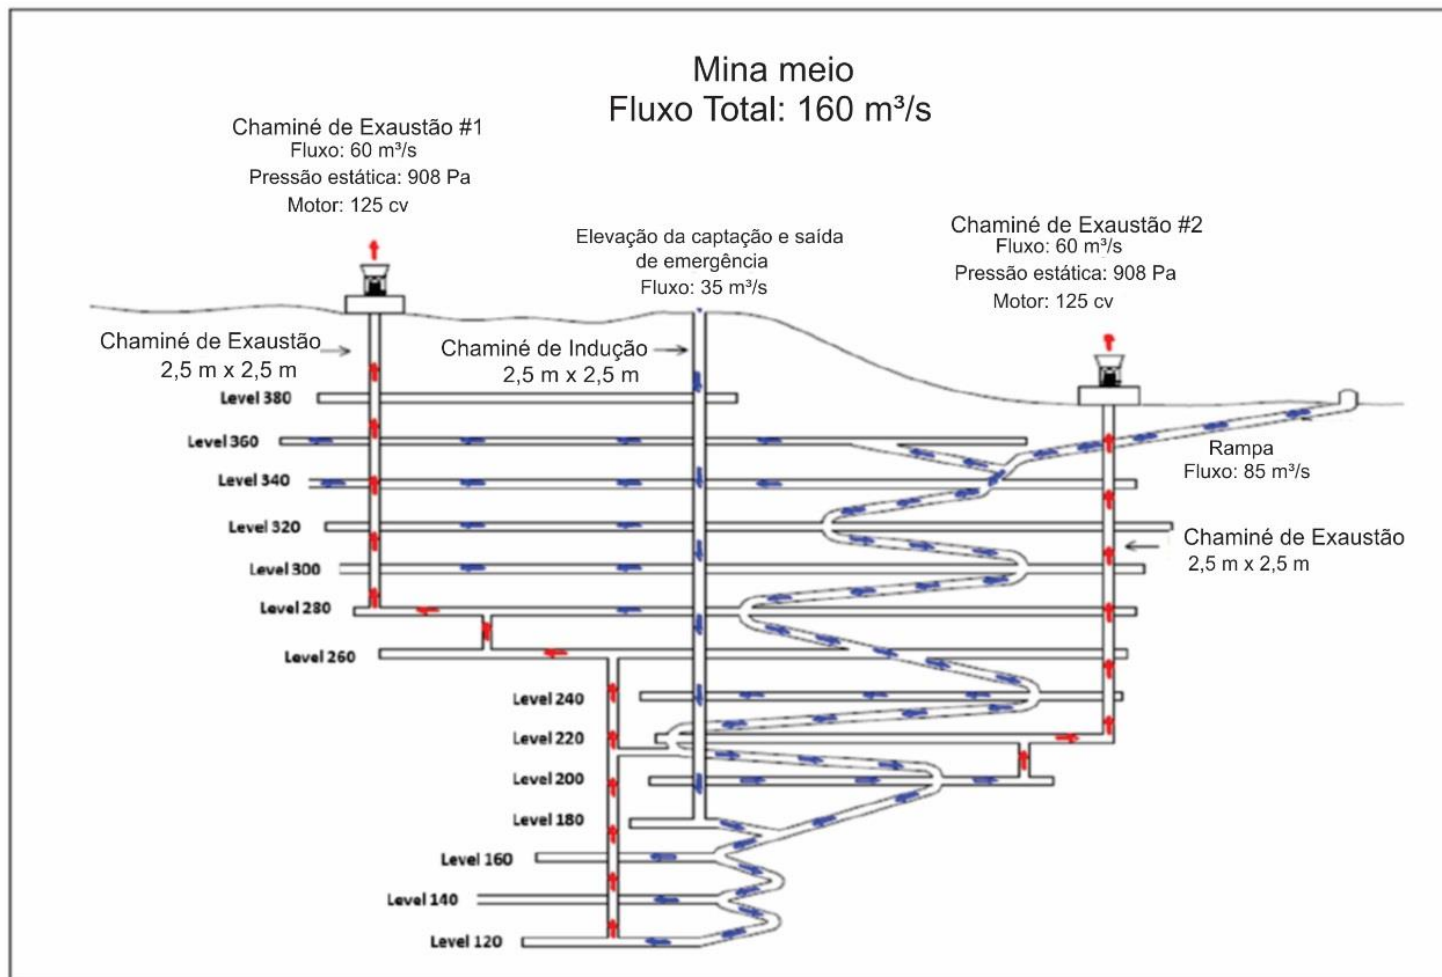 Mina meio
Fluxo Total: 160 m³/s
Chaminé de Exaustão #1
Fluxo: 60 m³/s
Pressão estática: 908 Pa
Motor: 125 cv
Elevação da captação e saída
de emergência
Fluxo: 35 m³/s
Chaminé de Exaustão #2
Fluxo: 60 m³/s
Pressão estática: 908 Pa
Motor: 125 cv
Chaminé de Exaustão
2,5 m x 2,5 m
Chaminé de Indução
2,5 m x 2,5 m
Level 380
Level 360
Rampa
Fluxo: 85 m³/s
Level 340
Level 320
Chaminé de Exaustão
2,5 m x 2,5 m
Level 300
Level 280
Level 260
Level 240
Level 220
Level 200
Level 180
Level 160
Level 140
Level 120